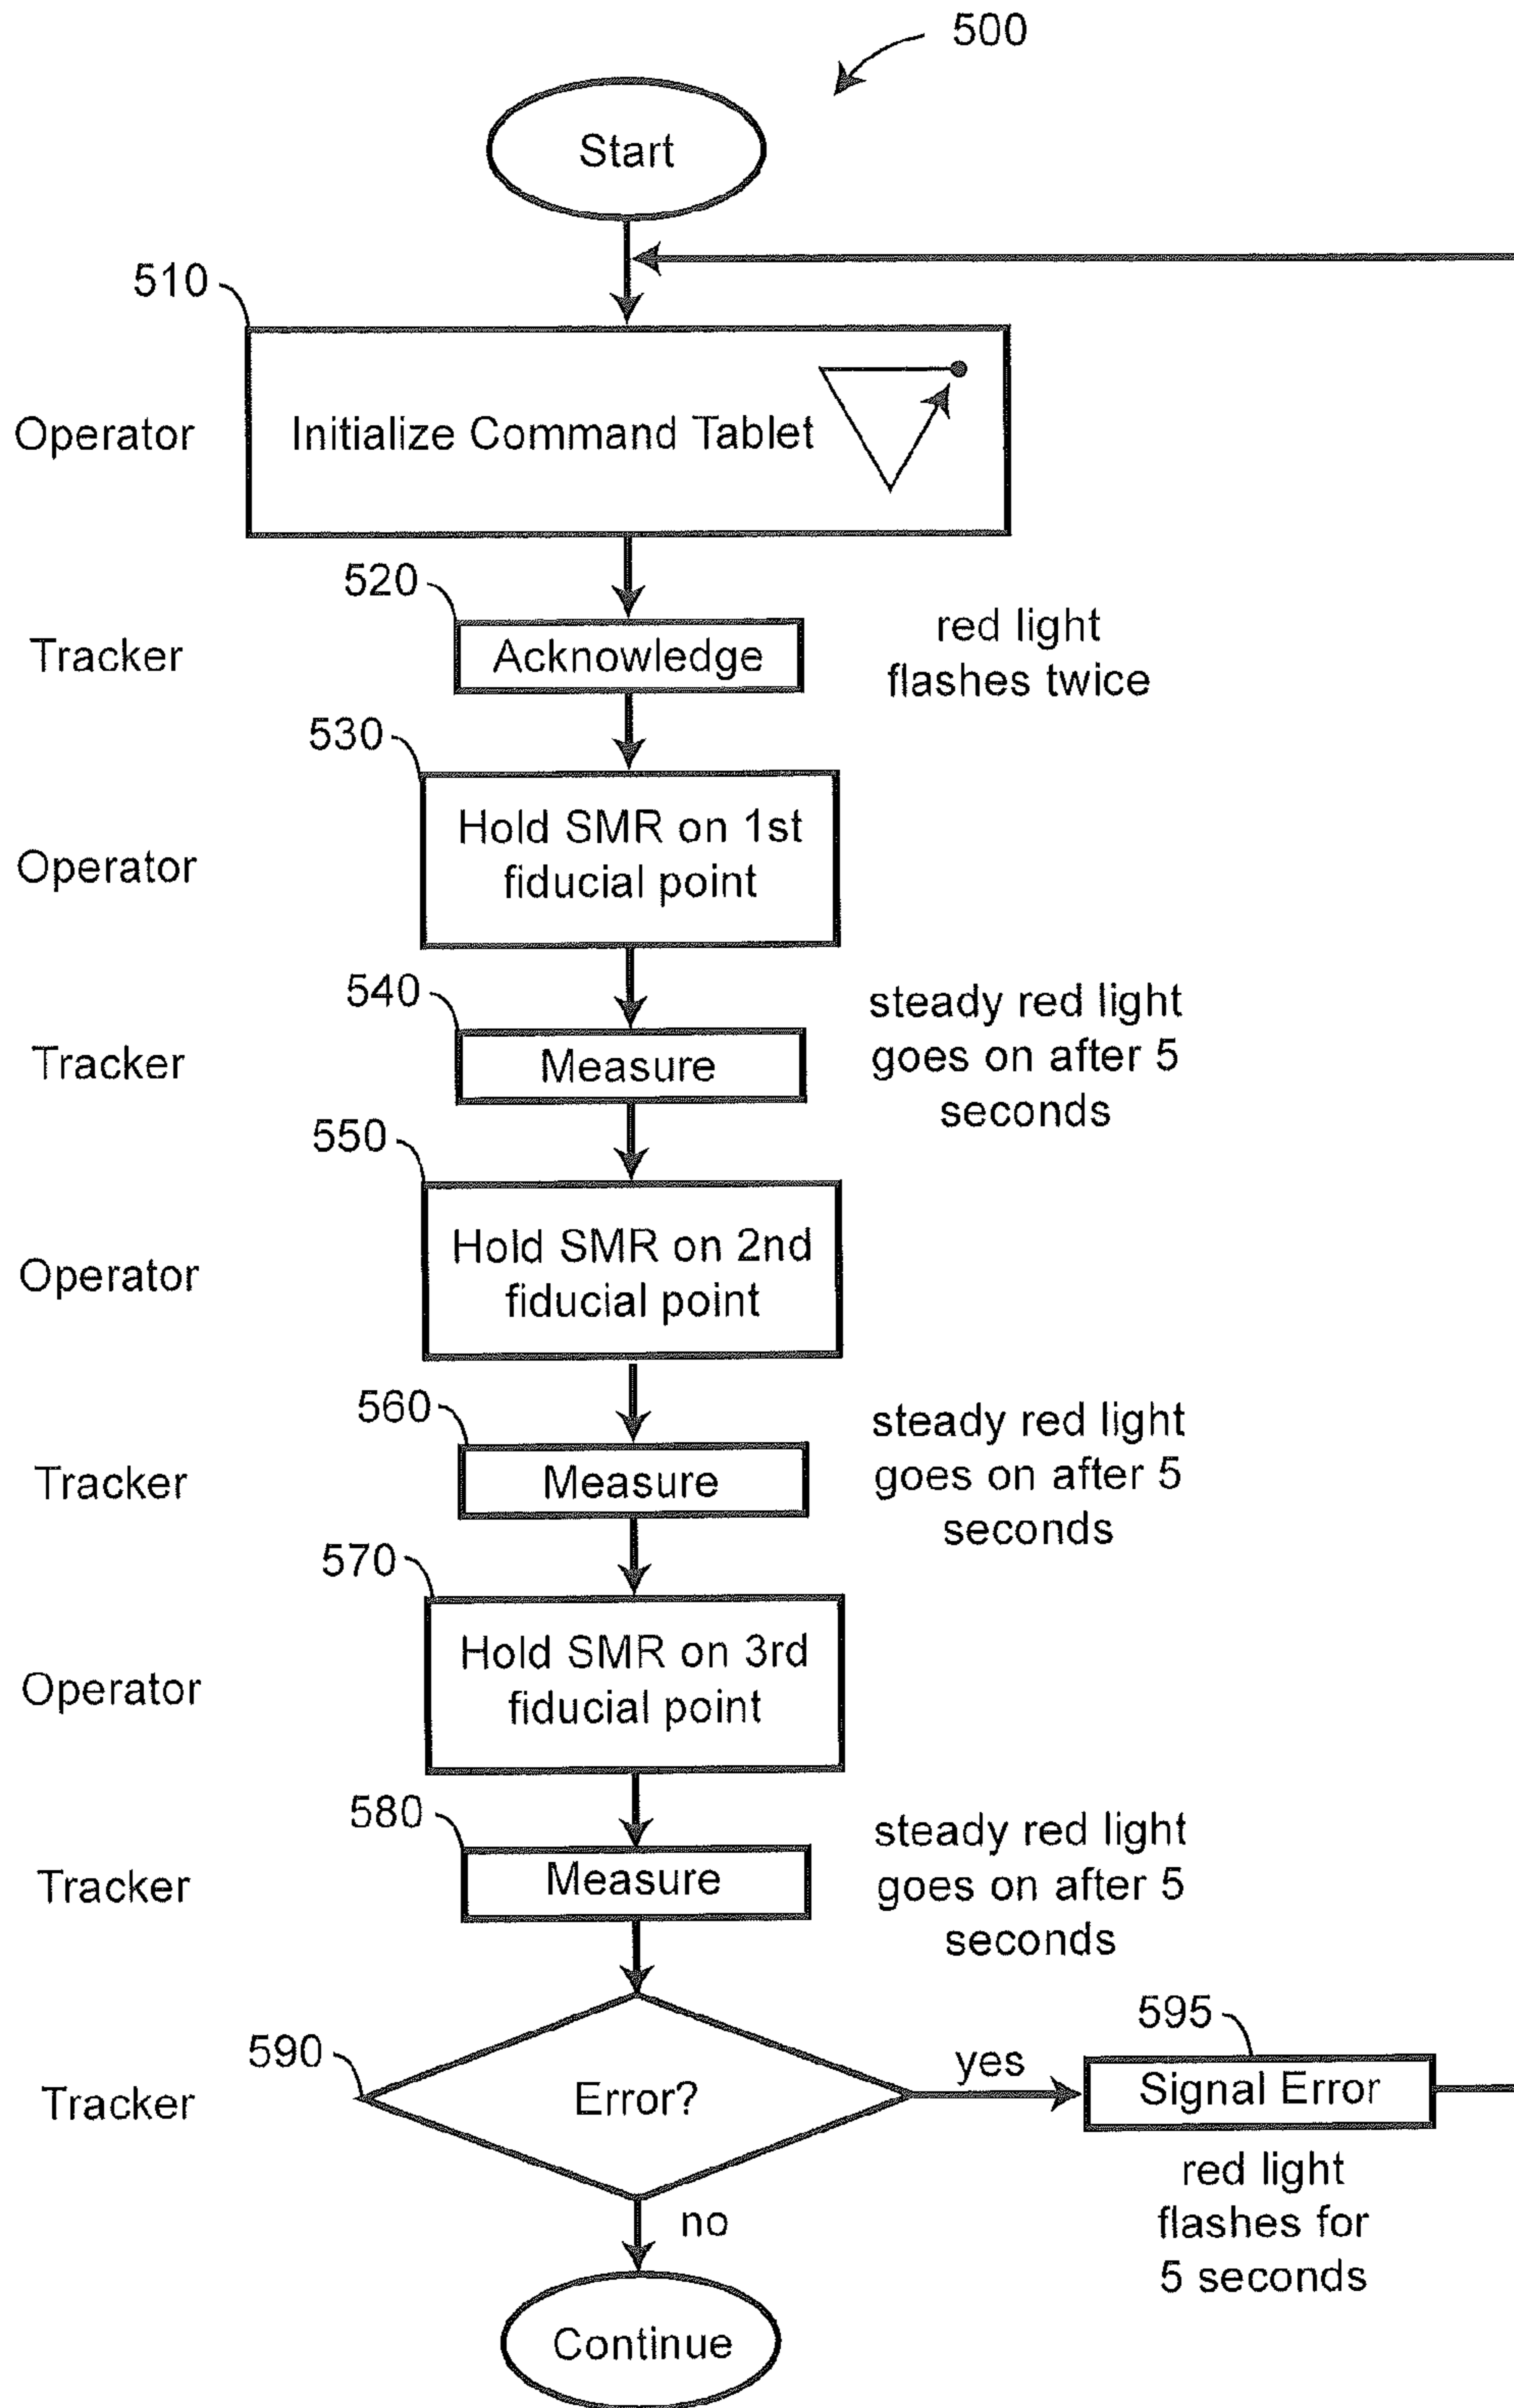 500
Start
510
Operator
Initialize Command Tablet
520
Tracker
Acknowledge
red light
flashes twice
530
Operator
Hold SMR on 1st
fiducial point
540
Tracker
Measure
steady red light
goes on after 5
seconds
550
Operator
Hold SMR on 2nd
fiducial point
560
Tracker
Measure
steady red light
goes on after 5
seconds
570
Operator
Hold SMR on 3rd
fiducial point
580
Tracker
Measure
steady red light
goes on after 5
seconds
590
Tracker
Error?
yes
595
Signal Error
red light
flashes for
5 seconds
no
Continue